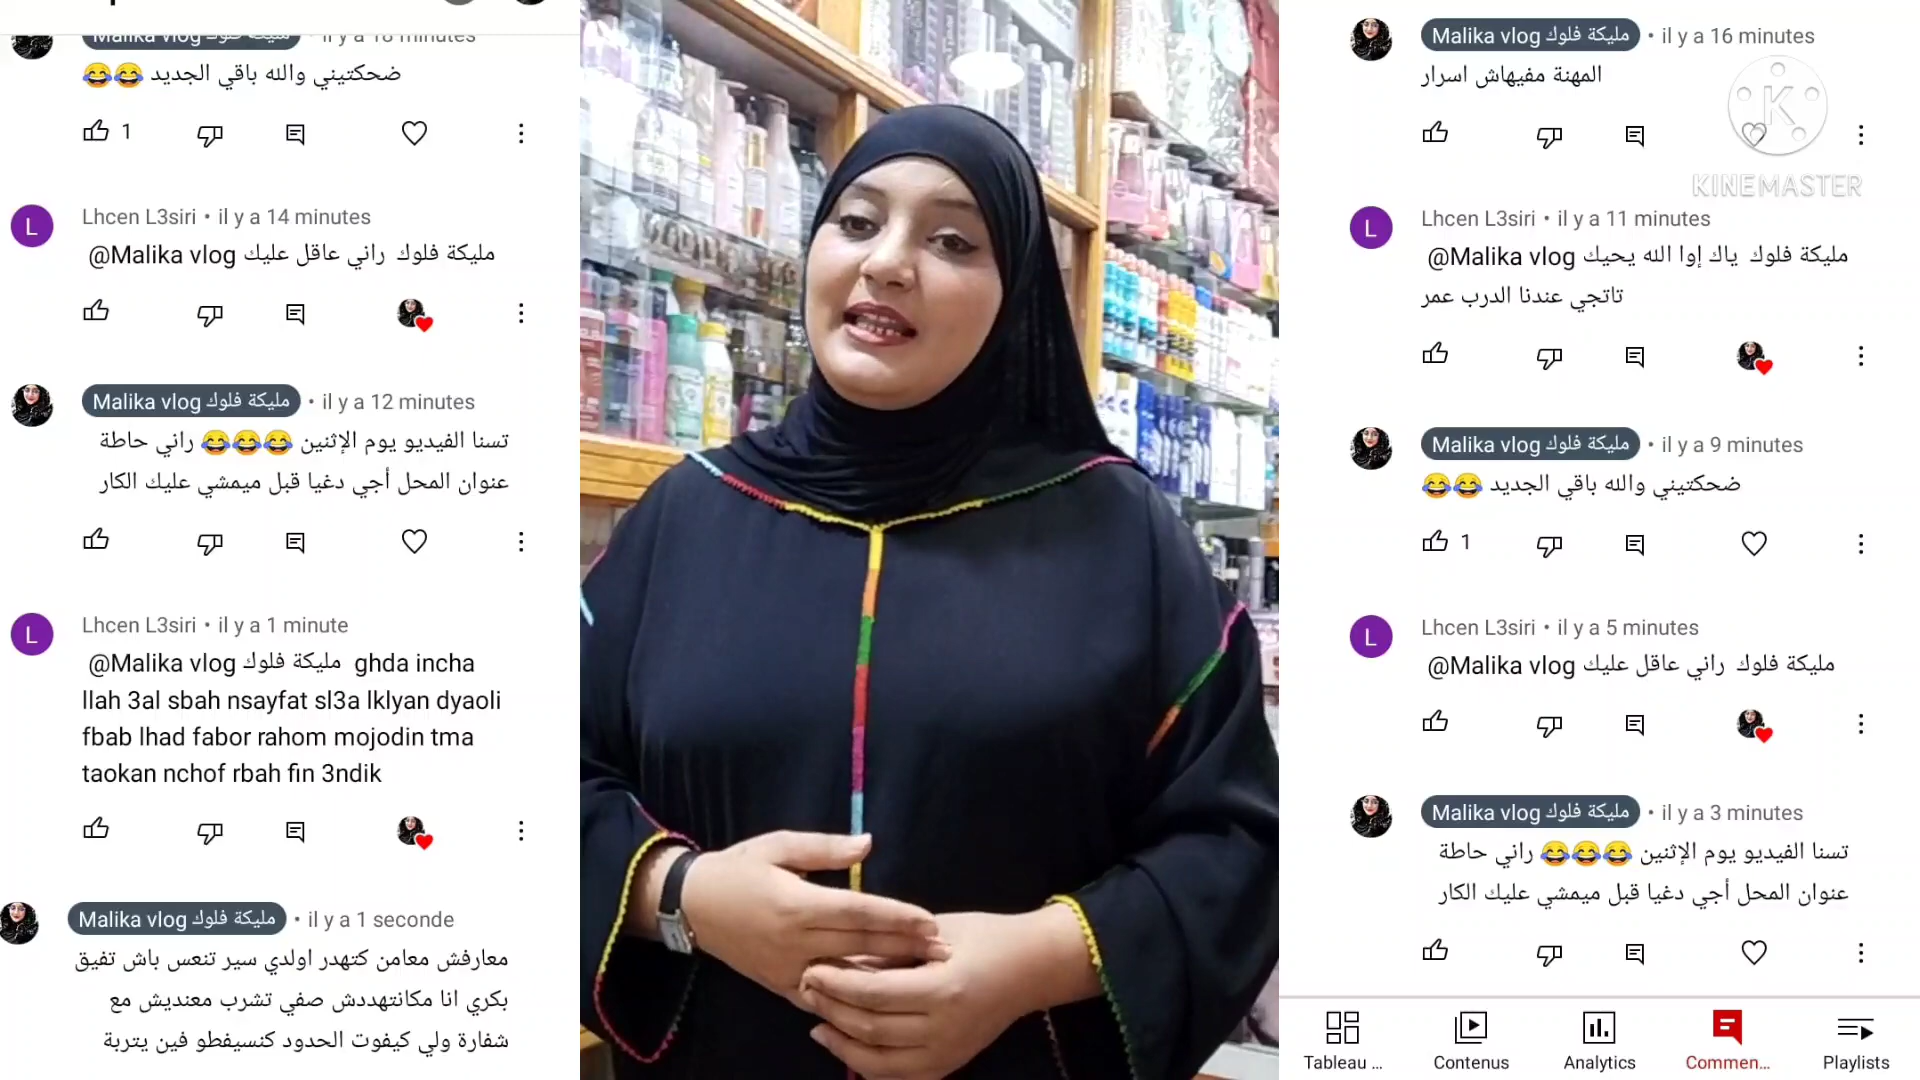 Malika vlog مليكة فلوك • il y a 18 minutes
ضحكتيني والله باقي الجديد 😂😂
1
L
Lhcen L3siri • il y a 14 minutes
@Malika vlog مليكة فلوك راني عاقل عليك
Malika vlog مليكة فلوك • il y a 12 minutes
تسنا الفيديو يوم الإثنين 😂😂😂 راني حاطة
عنوان المحل أجي دغيا قبل ميمشي عليك الكار
L
Lhcen L3siri • il y a 1 minute
@Malika vlog مليكة فلوك ghda incha
llah 3al sbah nsayfat sl3a lklyan dyaoli
fbab lhad fabor rahom mojodin tma
taokan nchof rbah fin 3ndik
Malika vlog مليكة فلوك • il y a 1 seconde
معارفش معامن كتهدر اولدي سير تنعس باش تفيق
بكري انا مكانتهددش صفي تشرب معنديش مع
شفارة ولي كيفوت الحدود كنسيفطو فين يتربة
Malika vlog مليكة فلوك • il y a 16 minutes
المهنة مفيهاش اسرار
K
KINEMASTER
L
Lhcen L3siri • il y a 11 minutes
@Malika vlog مليكة فلوك ياك إوا الله يحيك
تاتجي عندنا الدرب عمر
Malika vlog مليكة فلوك • il y a 9 minutes
ضحكتيني والله باقي الجديد 😂😂
1
L
Lhcen L3siri • il y a 5 minutes
@Malika vlog مليكة فلوك راني عاقل عليك
Malika vlog مليكة فلوك • il y a 3 minutes
تسنا الفيديو يوم الإثنين 😂😂😂 راني حاطة
عنوان المحل أجي دغيا قبل ميمشي عليك الكار
Tableau ...
Contenus
Analytics
Commen...
Playlists